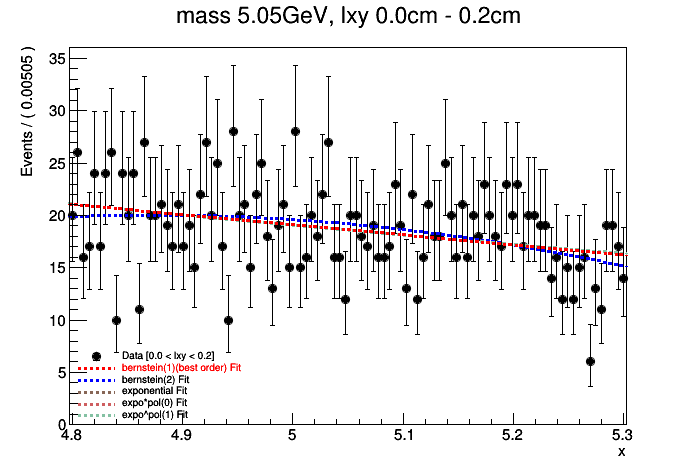 mass 5.05GeV, lxy 0.0cm - 0.2cm
Events / ( 0.00505 )
35
30
25
20
15
10
5
0
Data [0.0 < lxy < 0.2]
bernstein(1)(best order) Fit
bernstein(2) Fit
exponential Fit
expo*pol(0) Fit
expo*pol(1) Fit
4.8 4.9 5 5.1 5.2 5.3
x